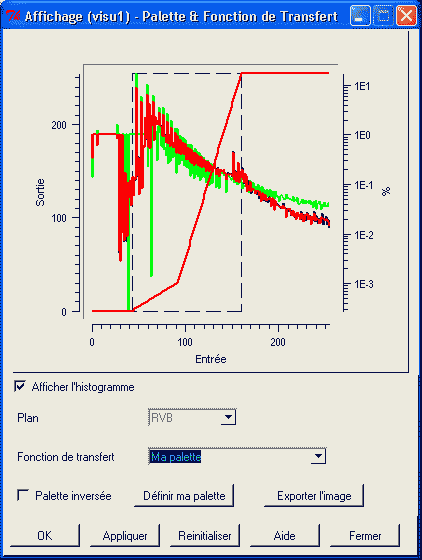 Affichage (visu1) - Palette & Fonction de Transfert
200
100
0
Sortie
1E1
1E0
1E-1
1E-2
1E-3
%
0
200
Entrée
Afficher l'histogramme
Plan
RVB
Fonction de transfert
Ma palette
Palette inversée
Définir ma palette
Exporter l'image
OK
Appliquer
Reinitialiser
Aide
Fermer